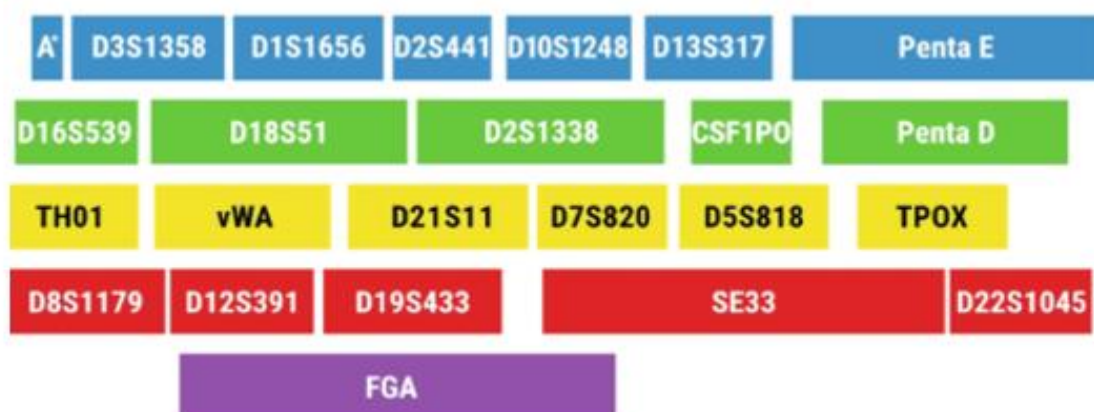 A* D3S1358 D1S1656 D2S441 D10S1248 D13S317 Penta E
D16S539 D18S51 D2S1338 CSF1PO Penta D
TH01 vWA D21S11 D7S820 D5S818 TPOX
D8S1179 D12S391 D19S433 SE33 D22S1045
FGA